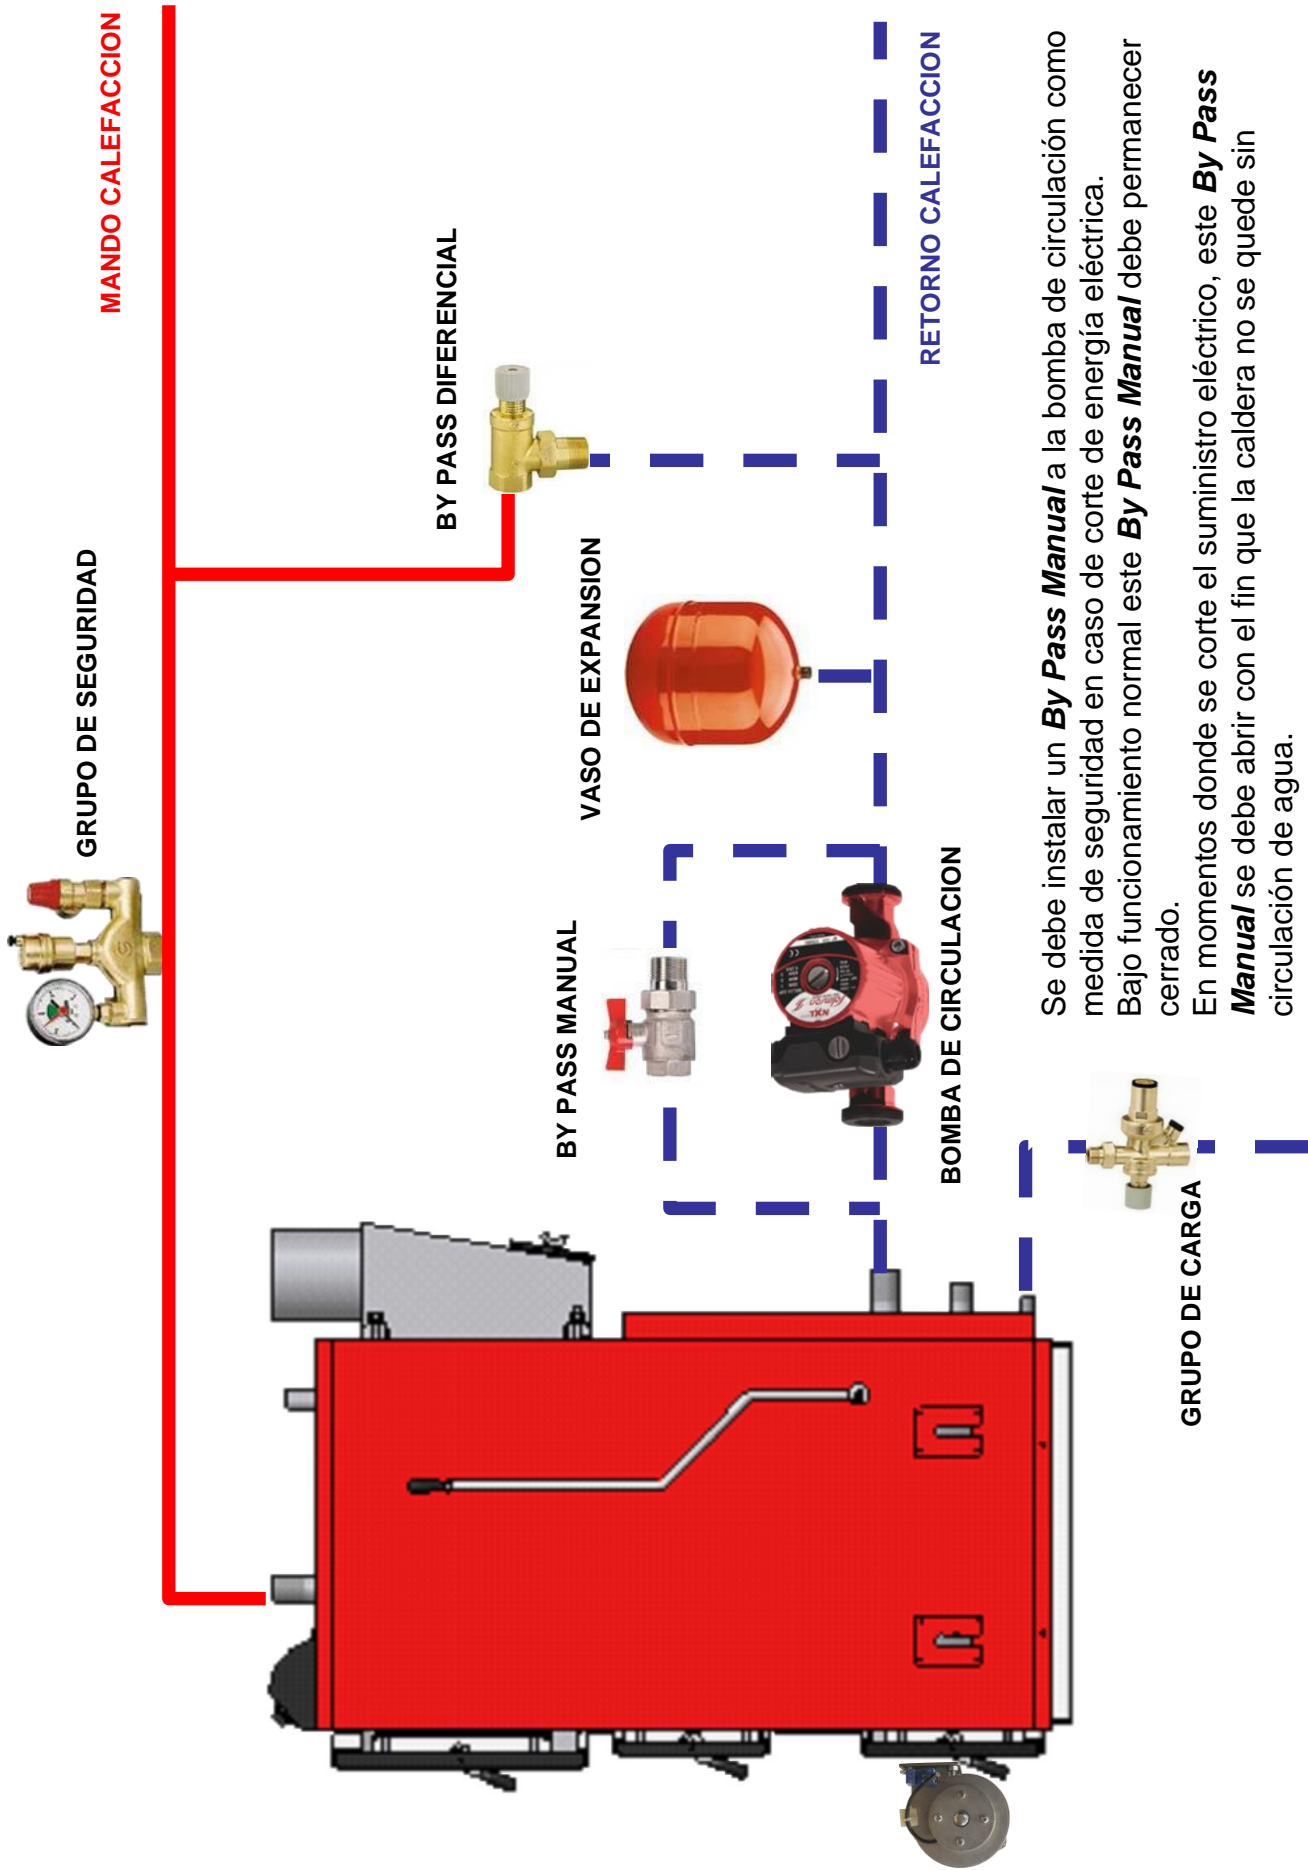 GRUPO DE SEGURIDAD
MANDO CALEFACCION
BY PASS DIFERENCIAL
VASO DE EXPANSION
BY PASS MANUAL
BOMBA DE CIRCULACION
RETORNO CALEFACCION
GRUPO DE CARGA
Se debe instalar un By Pass Manual a la bomba de circulación como
medida de seguridad en caso de corte de energía eléctrica.
Bajo funcionamiento normal este By Pass Manual debe permanecer
cerrado.
En momentos donde se corte el suministro eléctrico, este By Pass
Manual se debe abrir con el fin que la caldera no se quede sin
circulación de agua.